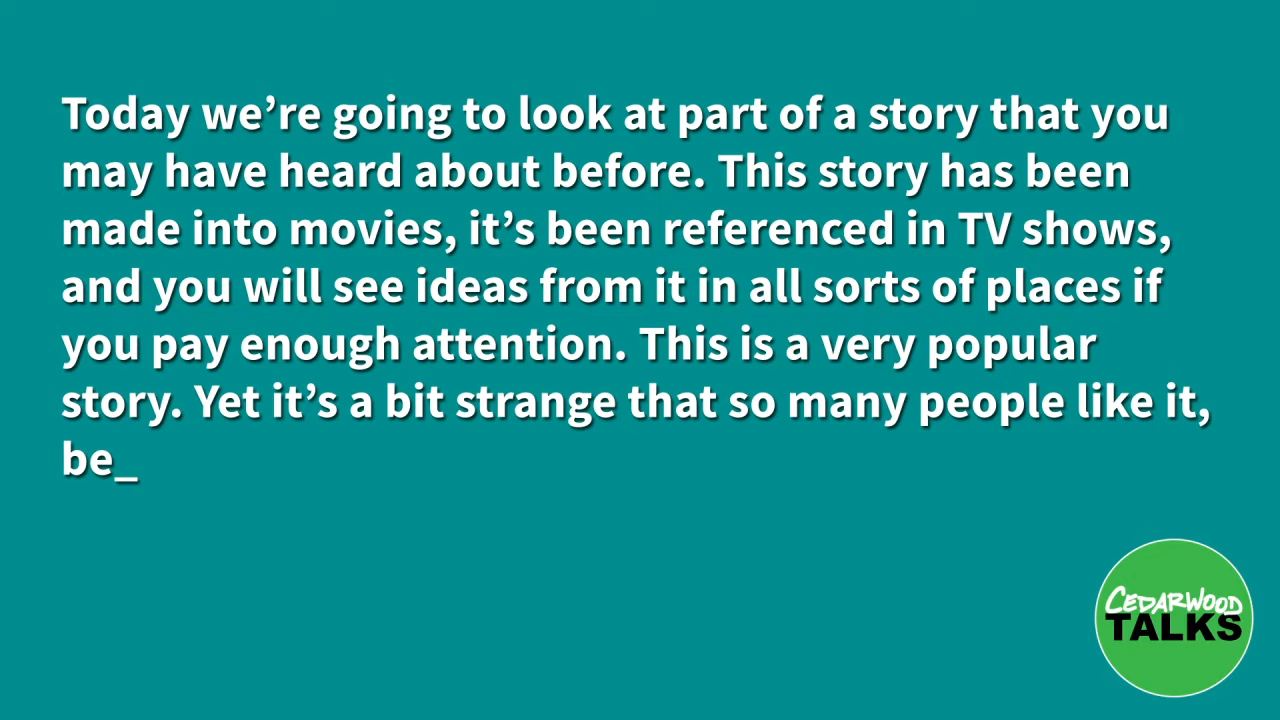 Today we’re going to look at part of a story that you
may have heard about before. This story has been
made into movies, it’s been referenced in TV shows,
and you will see ideas from it in all sorts of places if
you pay enough attention. This is a very popular
story. Yet it’s a bit strange that so many people like it,
be_
CEDARWOOD
TALKS